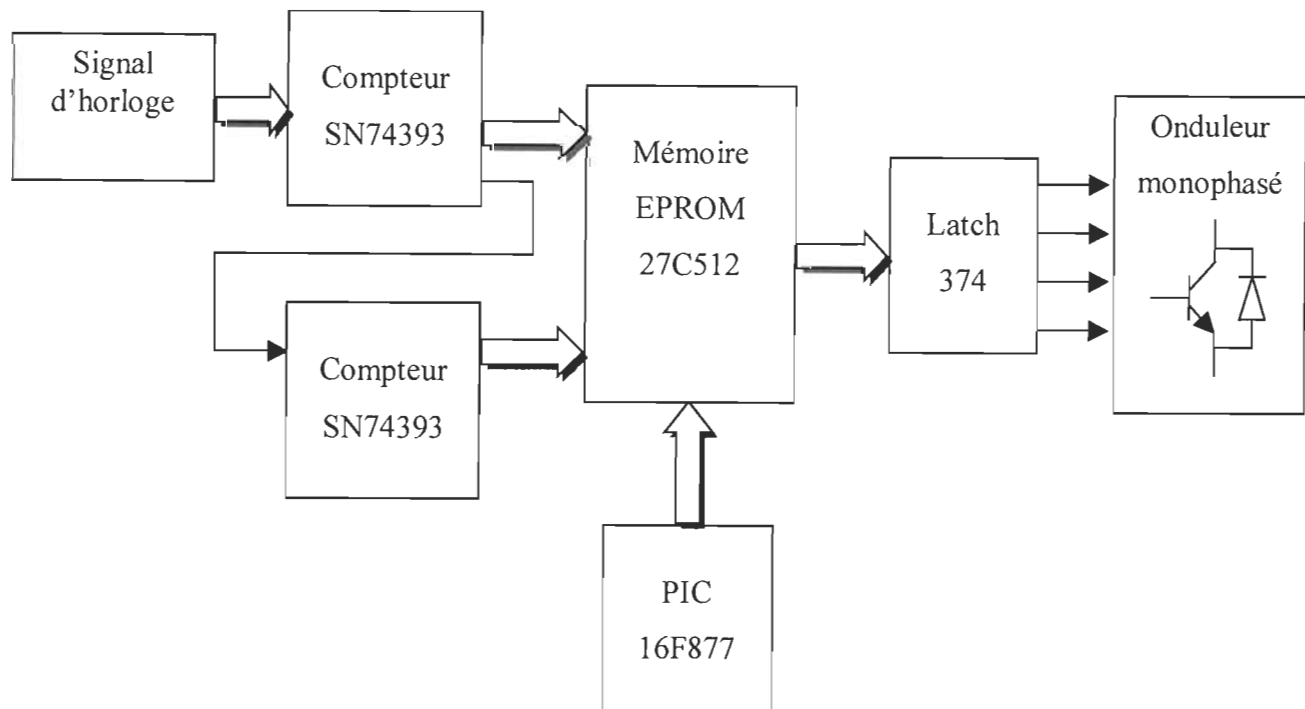 Signal
d'horloge
Compteur
SN74393
Compteur
SN74393
Mémoire
EPROM
27C512
PIC
16F877
Latch
374
Onduleur
monophasé